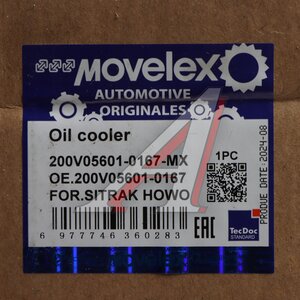 MOVELEX
AUTOMOTIVE
ORIGINALES
Oil cooler
200V05601-0167-MX
OE.200V05601-0167
FOR.SITRAK HOWO
6 977746 360283
1PC
PRODUE DATE 2024-08
EAC
TecDoc
STANDARD